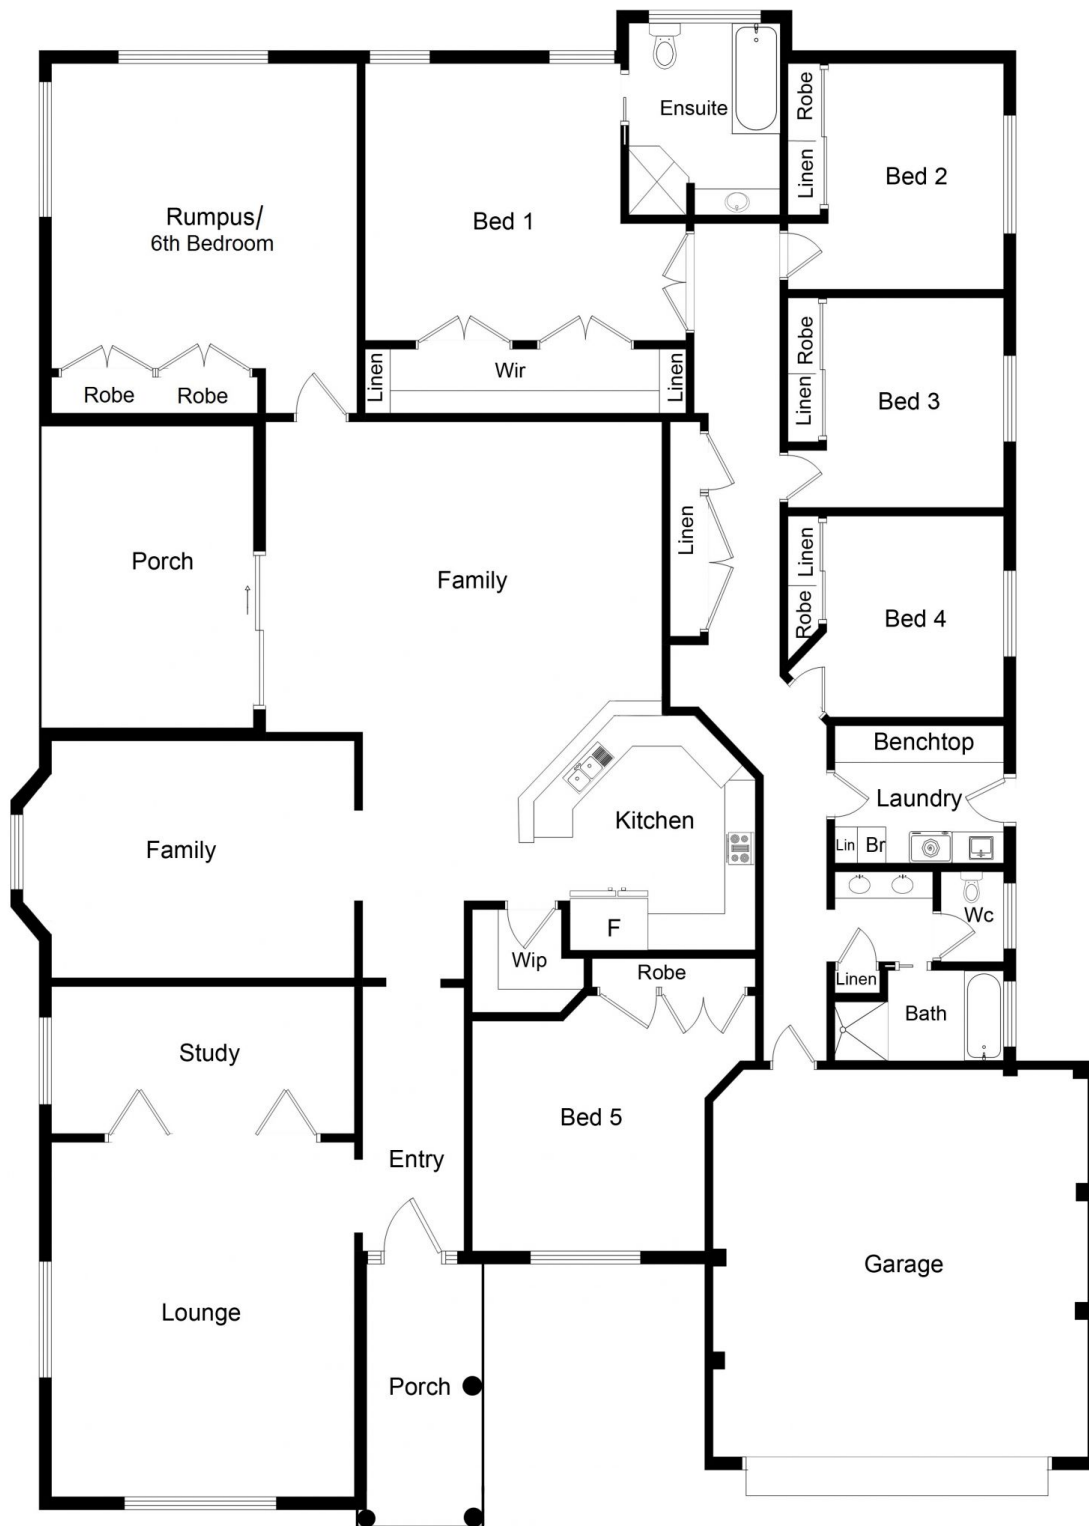 Robe
Ensuite
Linen
Bed 2
Rumpus/
6th Bedroom
Bed 1
Robe
Linen
Wir
Linen
Robe
Robe
Linen
Bed 3
Linen
Porch
Family
Linen
Robe
Bed 4
Benchtop
Laundry
Kitchen
Lin
Br
Family
F
Wc
Wip
Robe
Linen
Bath
Study
Bed 5
Entry
Garage
Lounge
Porch